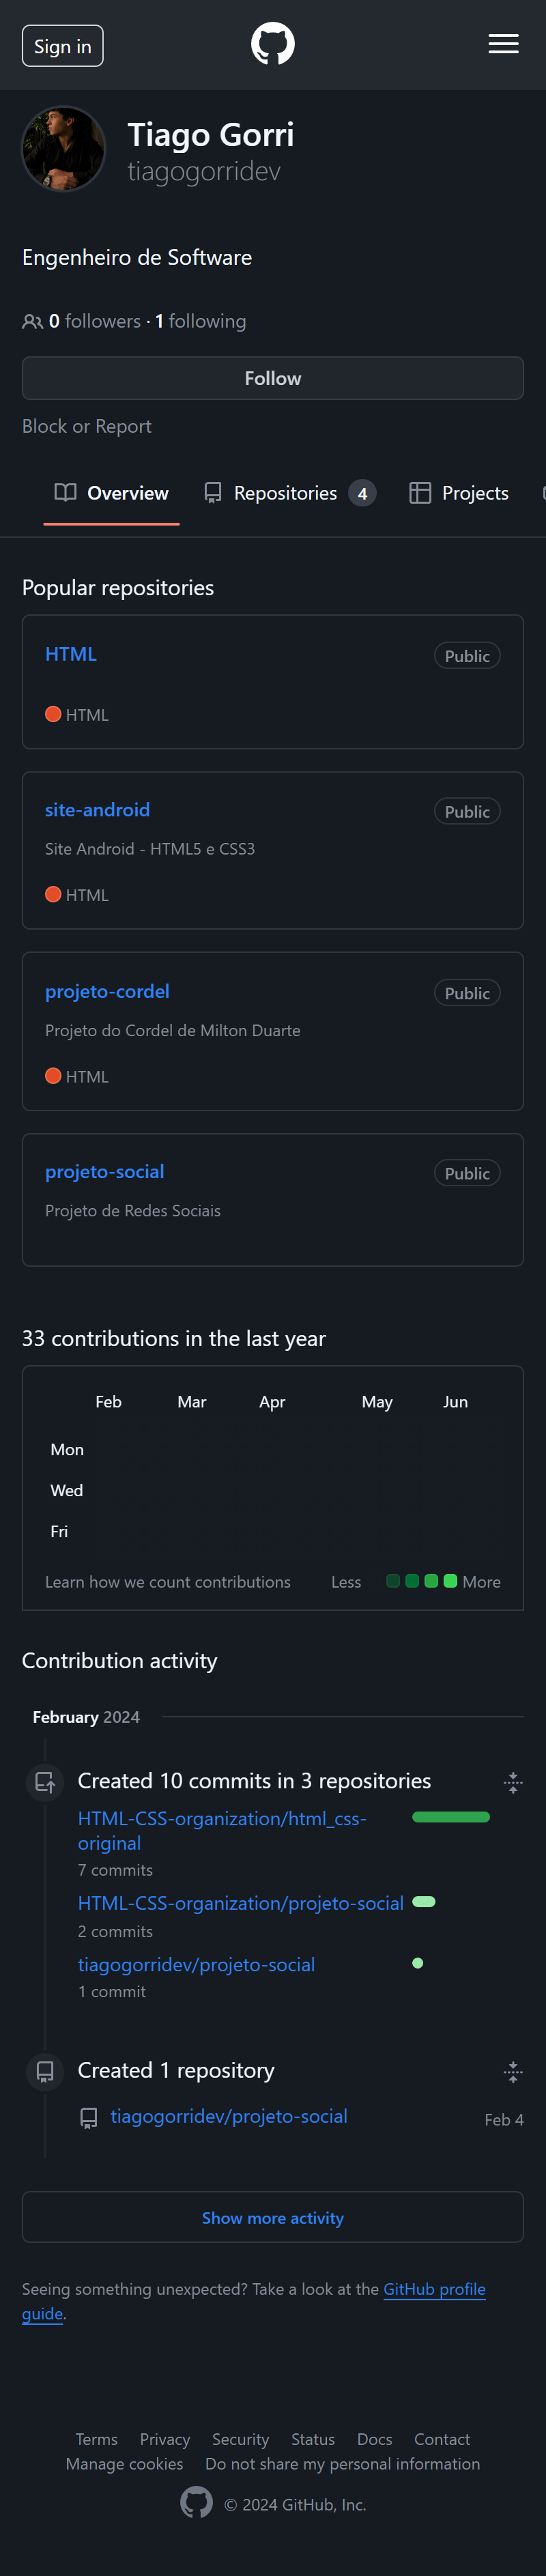 Sign in
Tiago Gorri
tiagogorridev
Engenheiro de Software
0 followers · 1 following
Follow
Block or Report
Overview
Repositories 4
Projects
Popular repositories
HTML
Public
HTML
site-android
Public
Site Android - HTML5 e CSS3
HTML
projeto-cordel
Public
Projeto do Cordel de Milton Duarte
HTML
projeto-social
Public
Projeto de Redes Sociais
33 contributions in the last year
Feb Mar Apr May Jun
Mon
Wed
Fri
Learn how we count contributions
Less
More
Contribution activity
February 2024
Created 10 commits in 3 repositories
HTML-CSS-organization/html_css-
original
7 commits
HTML-CSS-organization/projeto-social
2 commits
tiagogorridev/projeto-social
1 commit
Created 1 repository
tiagogorridev/projeto-social
Feb 4
Show more activity
Seeing something unexpected? Take a look at the GitHub profile
guide.
Terms Privacy Security Status Docs Contact
Manage cookies Do not share my personal information
© 2024 GitHub, Inc.